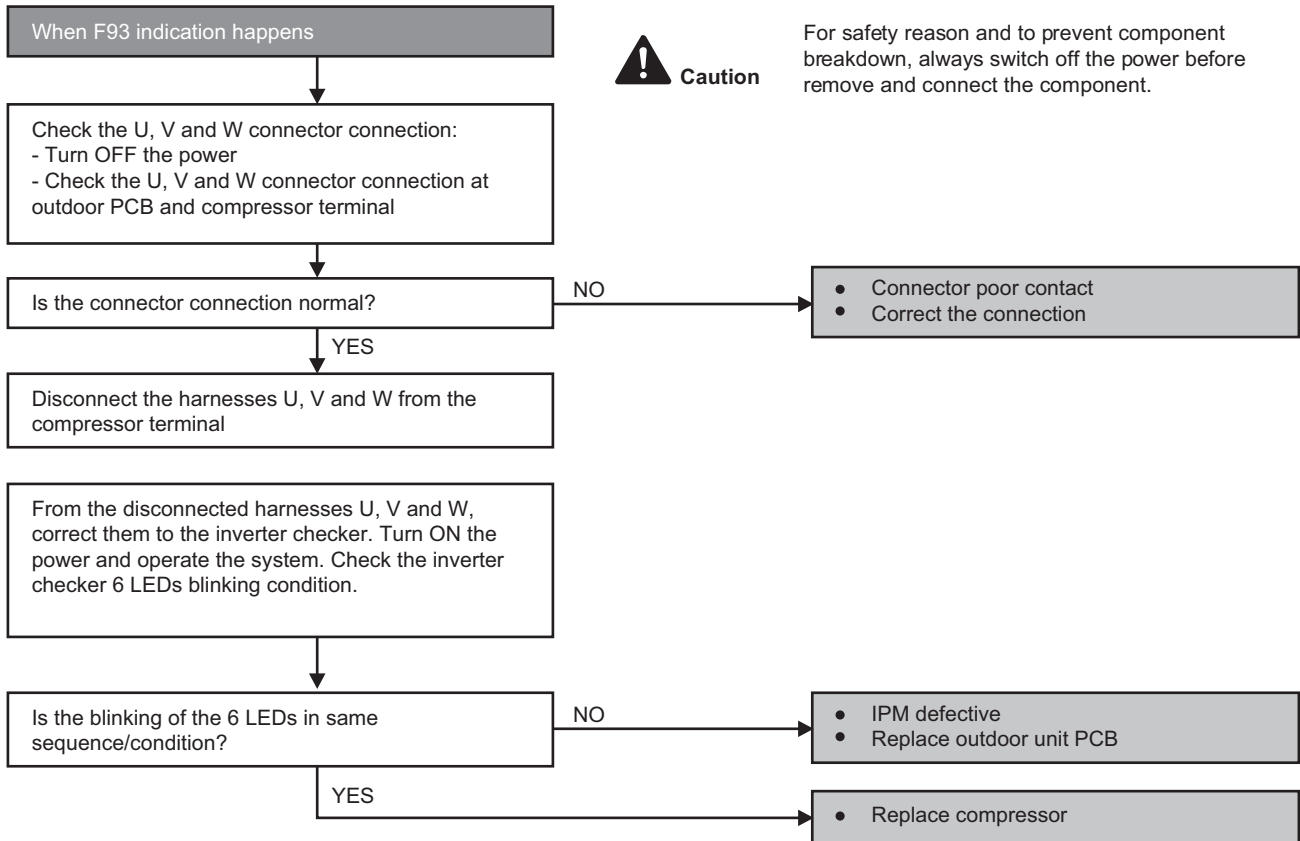 When F93 indication happens
Caution
For safety reason and to prevent component
breakdown, always switch off the power before
remove and connect the component.
Check the U, V and W connector connection:
- Turn OFF the power
- Check the U, V and W connector connection at
outdoor PCB and compressor terminal
Is the connector connection normal?
NO
● Connector poor contact
● Correct the connection
YES
Disconnect the harnesses U, V and W from the
compressor terminal
From the disconnected harnesses U, V and W,
correct them to the inverter checker. Turn ON the
power and operate the system. Check the inverter
checker 6 LEDs blinking condition.
Is the blinking of the 6 LEDs in same
sequence/condition?
NO
● IPM defective
● Replace outdoor unit PCB
YES
● Replace compressor